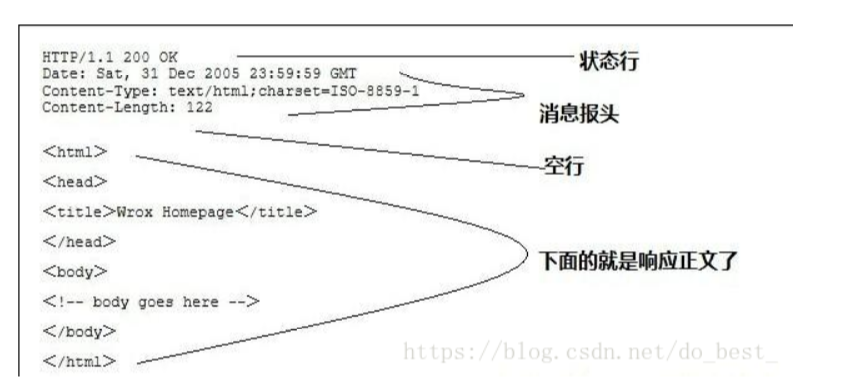 HTTP/1.1 200 OK
状态行
Date: Sat, 31 Dec 2005 23:59:59 GMT
Content-Type: text/html;charset=ISO-8859-1
Content-Length: 122
消息报头
<html>
空行
<head>
<title>Wrox Homepage</title>
</head>
下面的就是响应正文了
<body>
<!-- body goes here -->
</body>
</html>
https://blog.csdn.net/do_best_